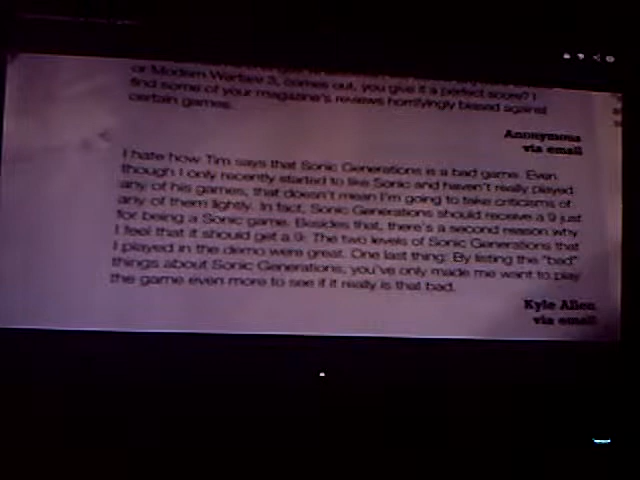 or Modern Warfare 3, comes out, you give it a perfect score? I
find some of your magazine's reviews horrifyingly biased against
certain games.
Anonymous
via email
I hate how Tim says that Sonic Generations is a bad game. Even
though I only recently started to like Sonic and haven't really played
any of his games, that doesn't mean I'm going to take criticisms of
any of them lightly. In fact, Sonic Generations should receive a 9 just
for being a Sonic game. Besides that, there's a second reason why
I feel that it should get a 9: The two levels of Sonic Generations that
I played in the demo were great. One last thing: By listing the "bad"
things about Sonic Generations, you've only made me want to play
the game even more to see if it really is that bad.
Kyle Allen
via email